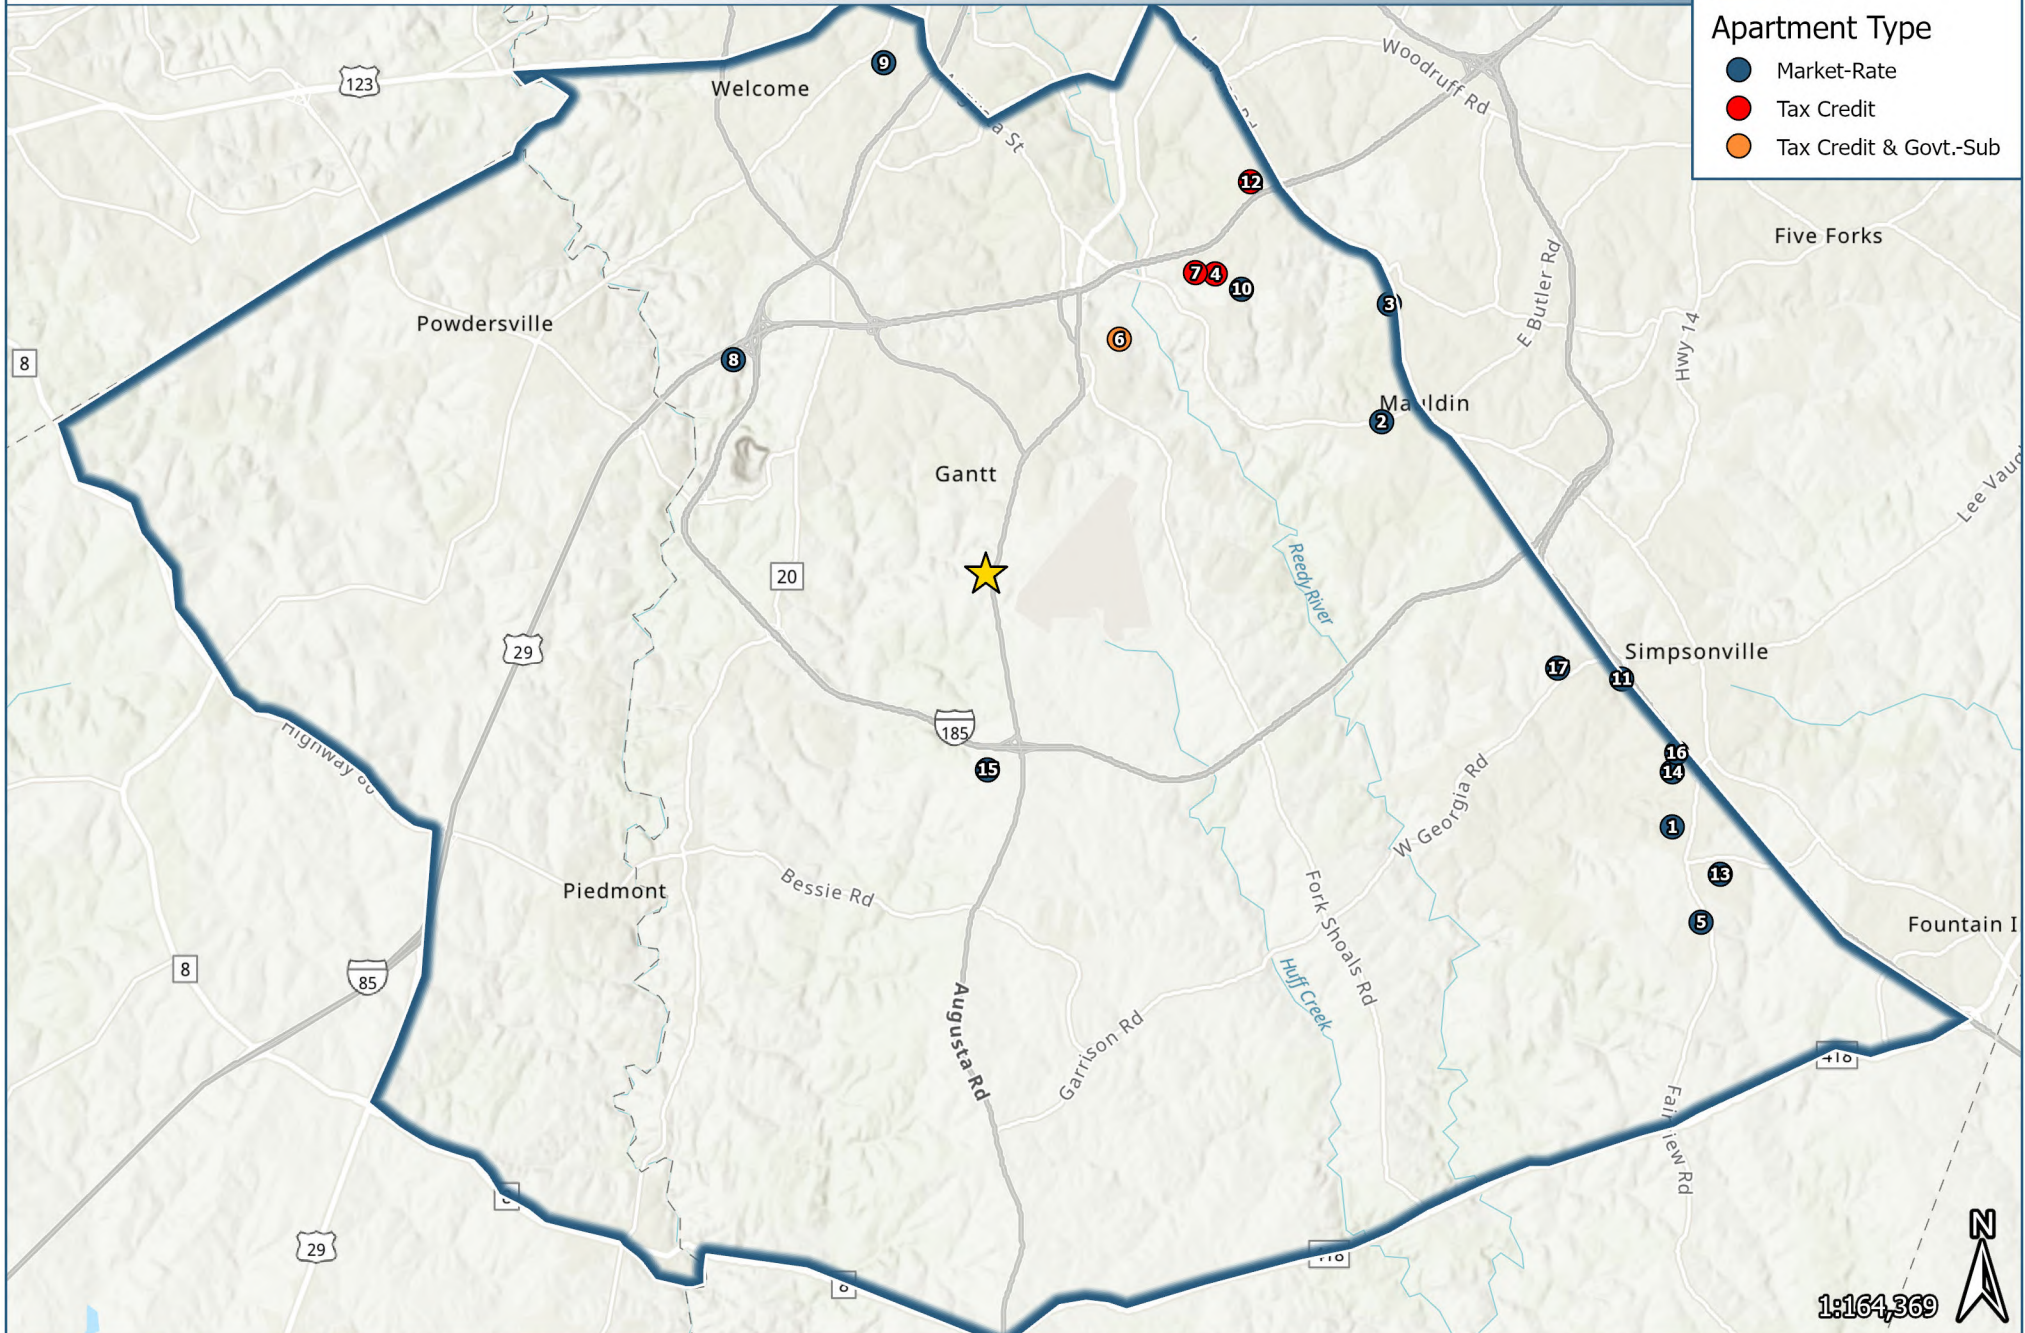 Apartment Type
Market-Rate
Tax Credit
Tax Credit & Govt.-Sub
Woodruff Rd
9
123
Welcome
12
Five Forks
7
4
10
E Butler Rd
3
Powdersville
6
8
8
Hwy 14
Mauldin
2
Gantt
Lee Vaug
20
Reedy River
29
Simpsonville
17
11
185
15
16
14
W Georgia Rd
1
13
Piedmont
Bessie Rd
5
Fork Shoals Rd
Fountain I
8
85
Huff Creek
Augusta Rd
Garrison Rd
418
29
N
1:164,369